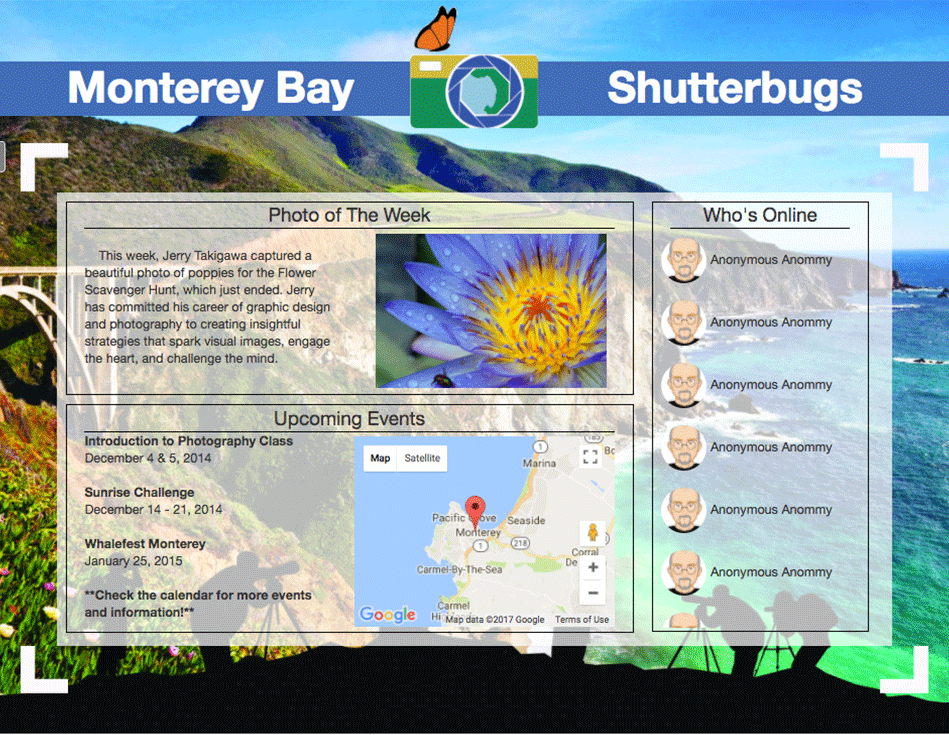 Monterey Bay
Shutterbugs
Photo of The Week
This week, Jerry Takigawa captured a
beautiful photo of poppies for the Flower
Scavenger Hunt, which just ended. Jerry
has committed his career of graphic design
and photography to creating insightful
strategies that spark visual images, engage
the heart, and challenge the mind.
Upcoming Events
Introduction to Photography Class
December 4 & 5, 2014
Sunrise Challenge
December 14 - 21, 2014
Whalefest Monterey
January 25, 2015
**Check the calendar for more events
and information!**
Map Satellite
1
183
Marina
Pacific Grove
Seaside
Monterey
1
218
Corral
De
Carmel-By-The-Sea
Carmel
Google
Map data ©2017 Google Terms of Use
Who's Online
Anonymous Anommy
Anonymous Anommy
Anonymous Anommy
Anonymous Anommy
Anonymous Anommy
Anonymous Anommy